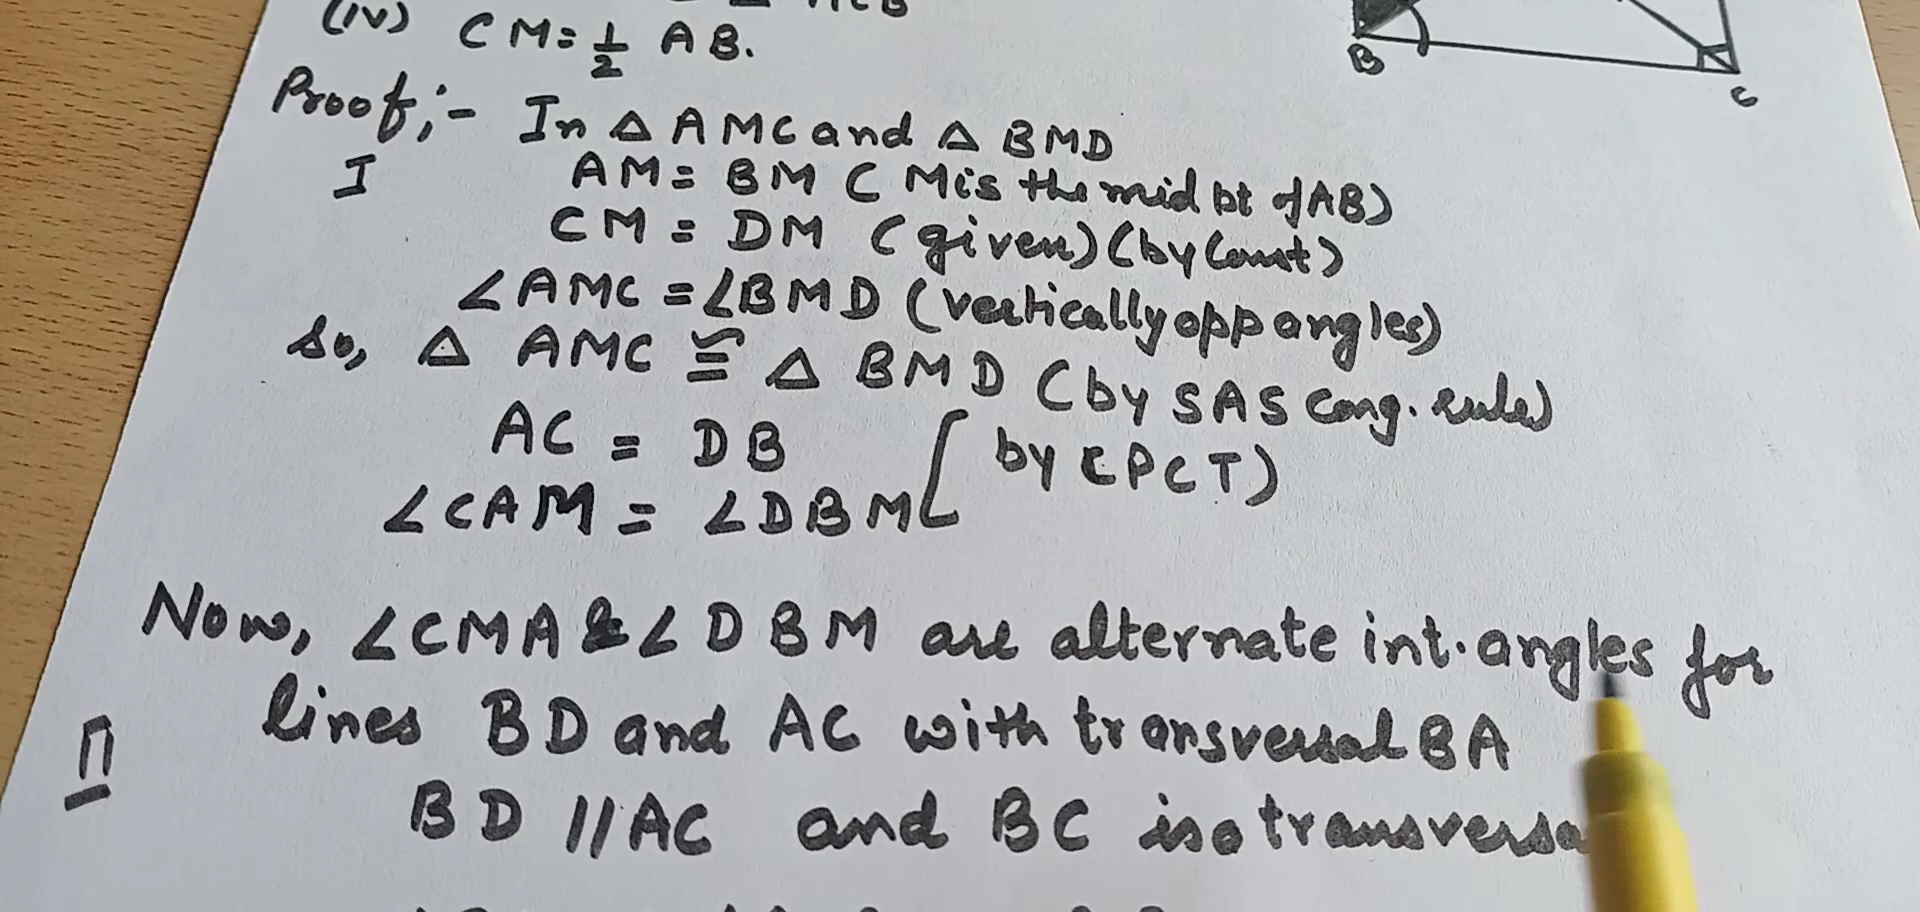 (iv) CM = 1/2 AB.
B
C
Proof:- In △ AMC and △ BMD
I AM = BM ( M is the mid pt of AB)
CM = DM (given) (by Const)
∠AMC = ∠BMD (vertically opp angles)
So, △ AMC ≅ △ BMD (by SAS Cong. rule)
AC = DB [ by CPCT)
∠CAM = ∠DBM
Now, ∠CMA & ∠DBM are alternate int. angles for
II lines BD and AC with transversal BA
BD // AC and BC is a transversa